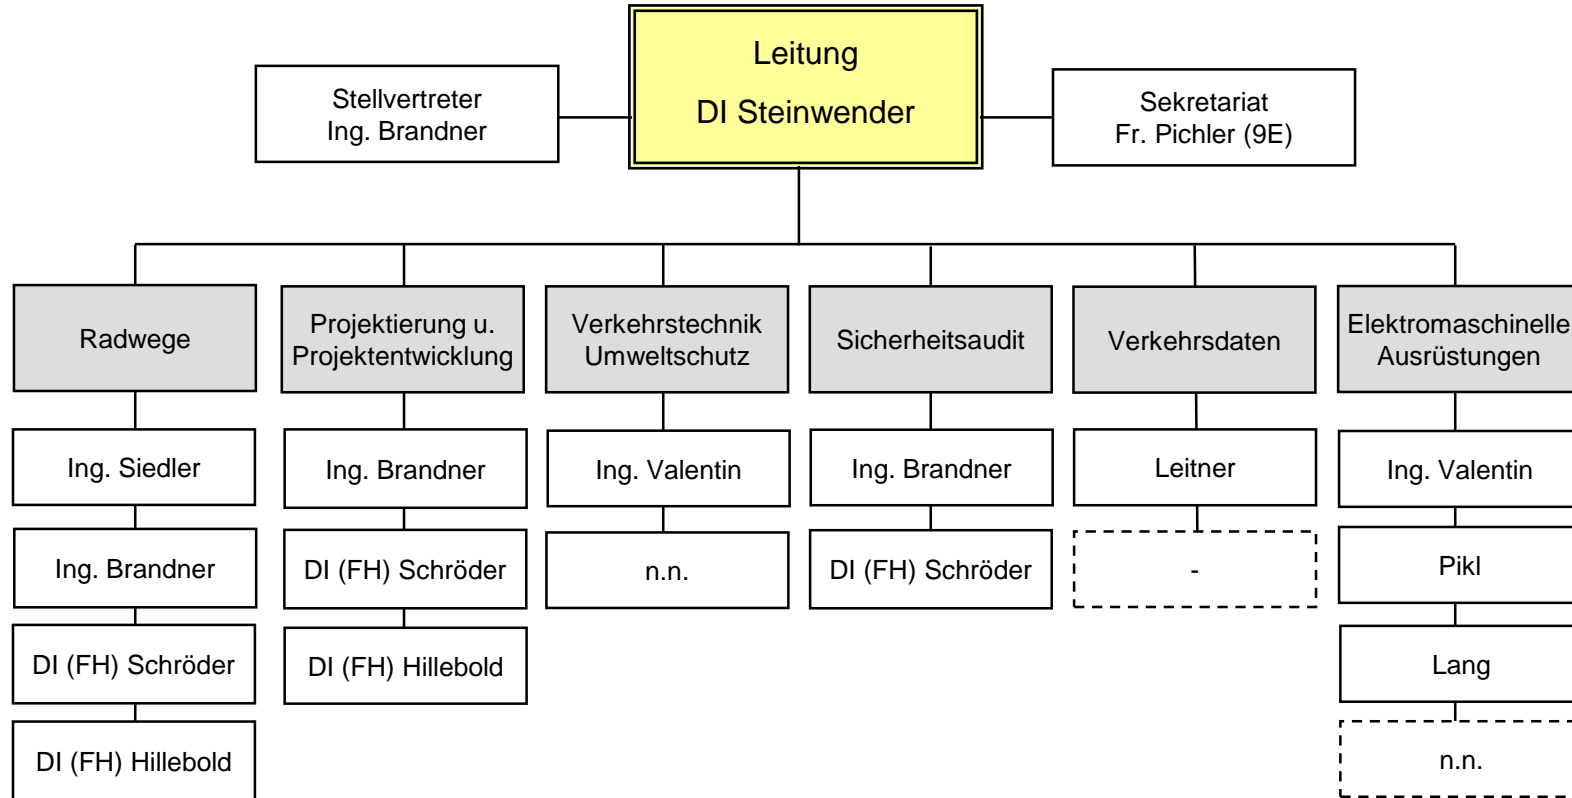 Leitung
DI Steinwender
Stellvertreter
Ing. Brandner
Sekretariat
Fr. Pichler (9E)
Radwege
Projektierung u.
Projektentwicklung
Verkehrstechnik
Umweltschutz
Sicherheitsaudit
Verkehrsdaten
Elektromaschinelle
Ausrüstungen
Ing. Siedler
Ing. Brandner
DI (FH) Schröder
DI (FH) Hillebold
Ing. Brandner
DI (FH) Schröder
DI (FH) Hillebold
Ing. Valentin
n.n.
Ing. Brandner
DI (FH) Schröder
Leitner
-
Ing. Valentin
Pikl
Lang
n.n.